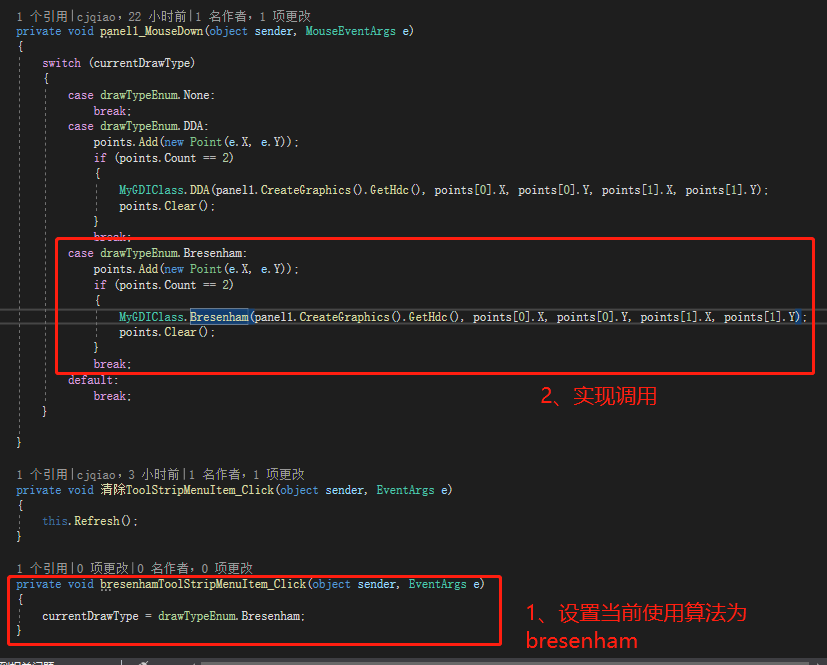 1 个引用|cjqiao，22 小时前|1 名作者，1 项更改
private void panel1_MouseDown(object sender, MouseEventArgs e)
{
switch (currentDrawType)
{
case drawTypeEnum.None:
break;
case drawTypeEnum.DDA:
points.Add(new Point(e.X, e.Y));
if (points.Count == 2)
{
MyGDIClass.DDA(panel1.CreateGraphics().GetHdc(), points[0].X, points[0].Y, points[1].X, points[1].Y);
points.Clear();
}
break;
case drawTypeEnum.Bresenham:
points.Add(new Point(e.X, e.Y));
if (points.Count == 2)
{
MyGDIClass.Bresenham(panel1.CreateGraphics().GetHdc(), points[0].X, points[0].Y, points[1].X, points[1].Y);
points.Clear();
}
break;
default:
break;
}
2、实现调用
}
1 个引用|cjqiao，3 小时前|1 名作者，1 项更改
private void 清除ToolStripMenuItem_Click(object sender, EventArgs e)
{
this.Refresh();
}
1 个引用|0 项更改|0 名作者，0 项更改
private void bresenhamToolStripMenuItem_Click(object sender, EventArgs e)
{
currentDrawType = drawTypeEnum.Bresenham;
}
1、设置当前使用算法为
bresenham